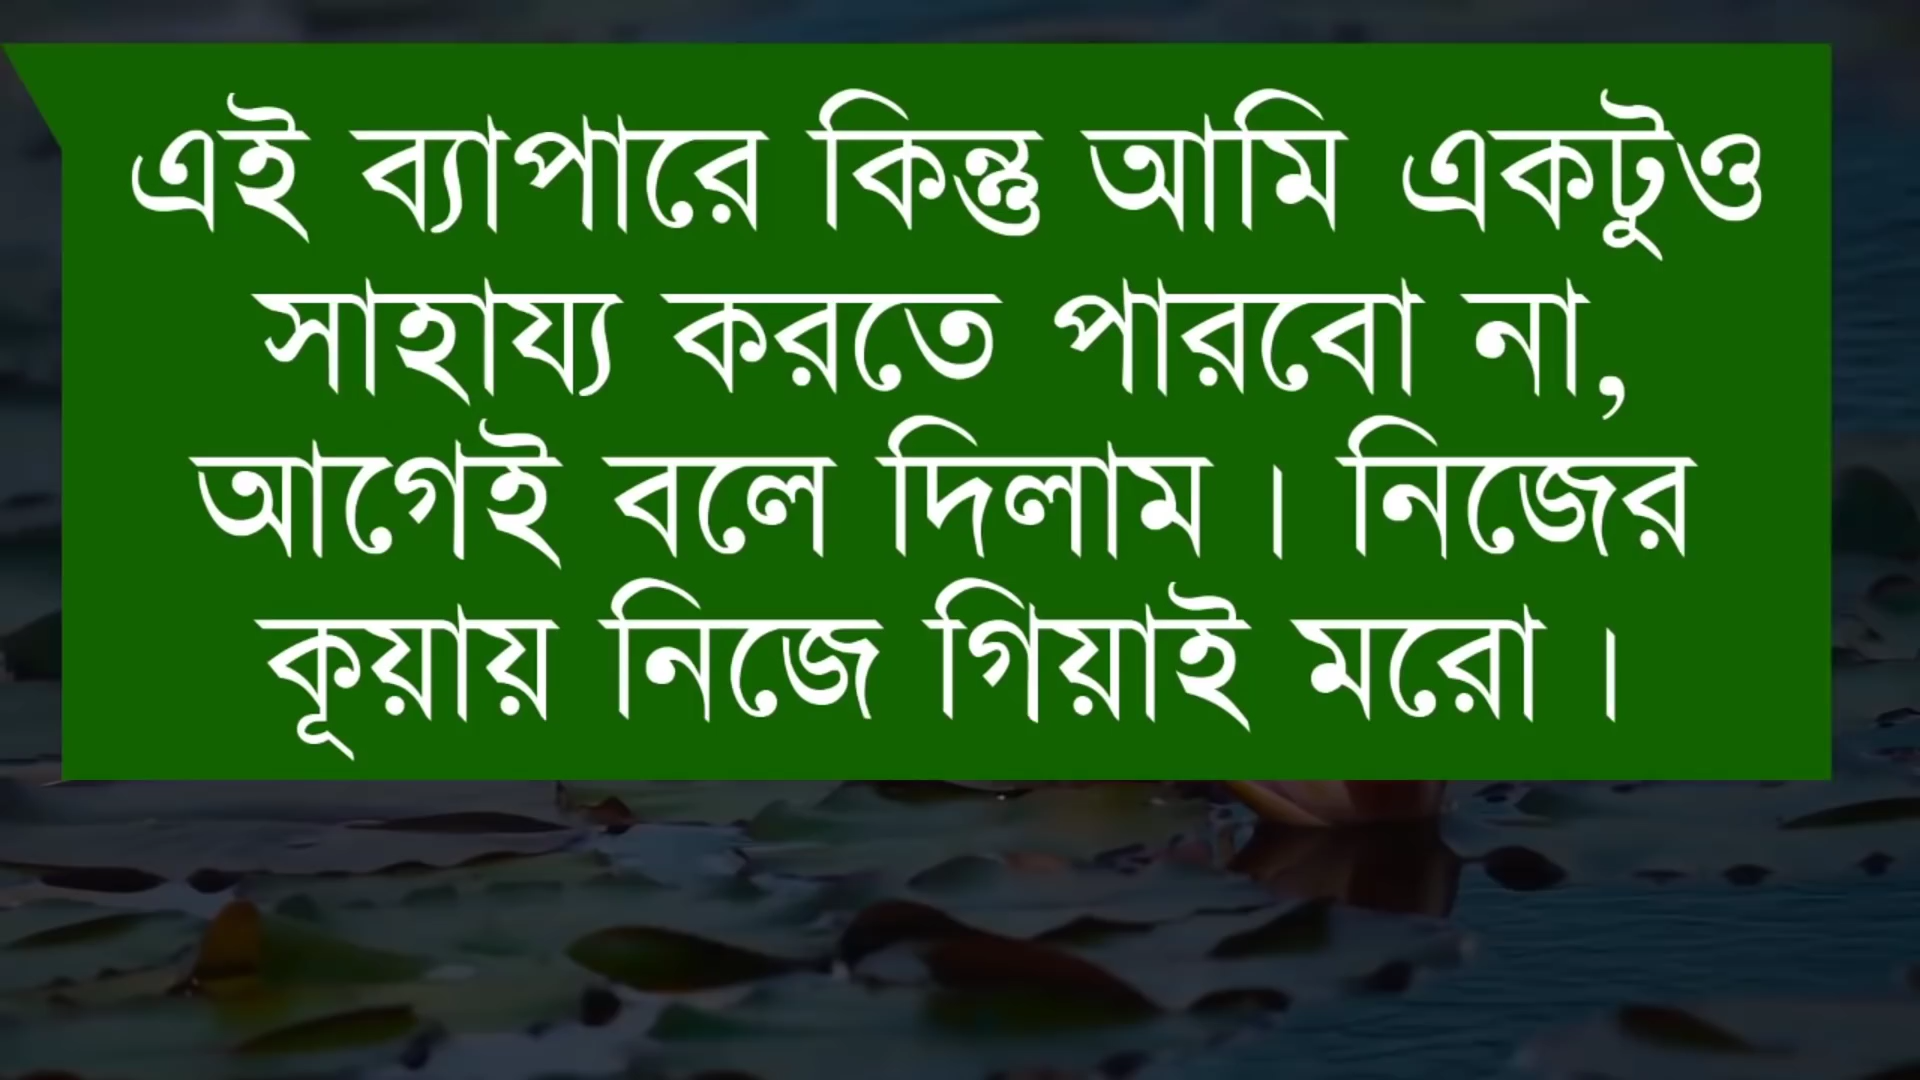 এই ব্যাপারে কিন্তু আমি একটুও
সাহায্য করতে পারবো না,
আগেই বলে দিলাম । নিজের
কূয়ায় নিজে গিয়াই মরো ।